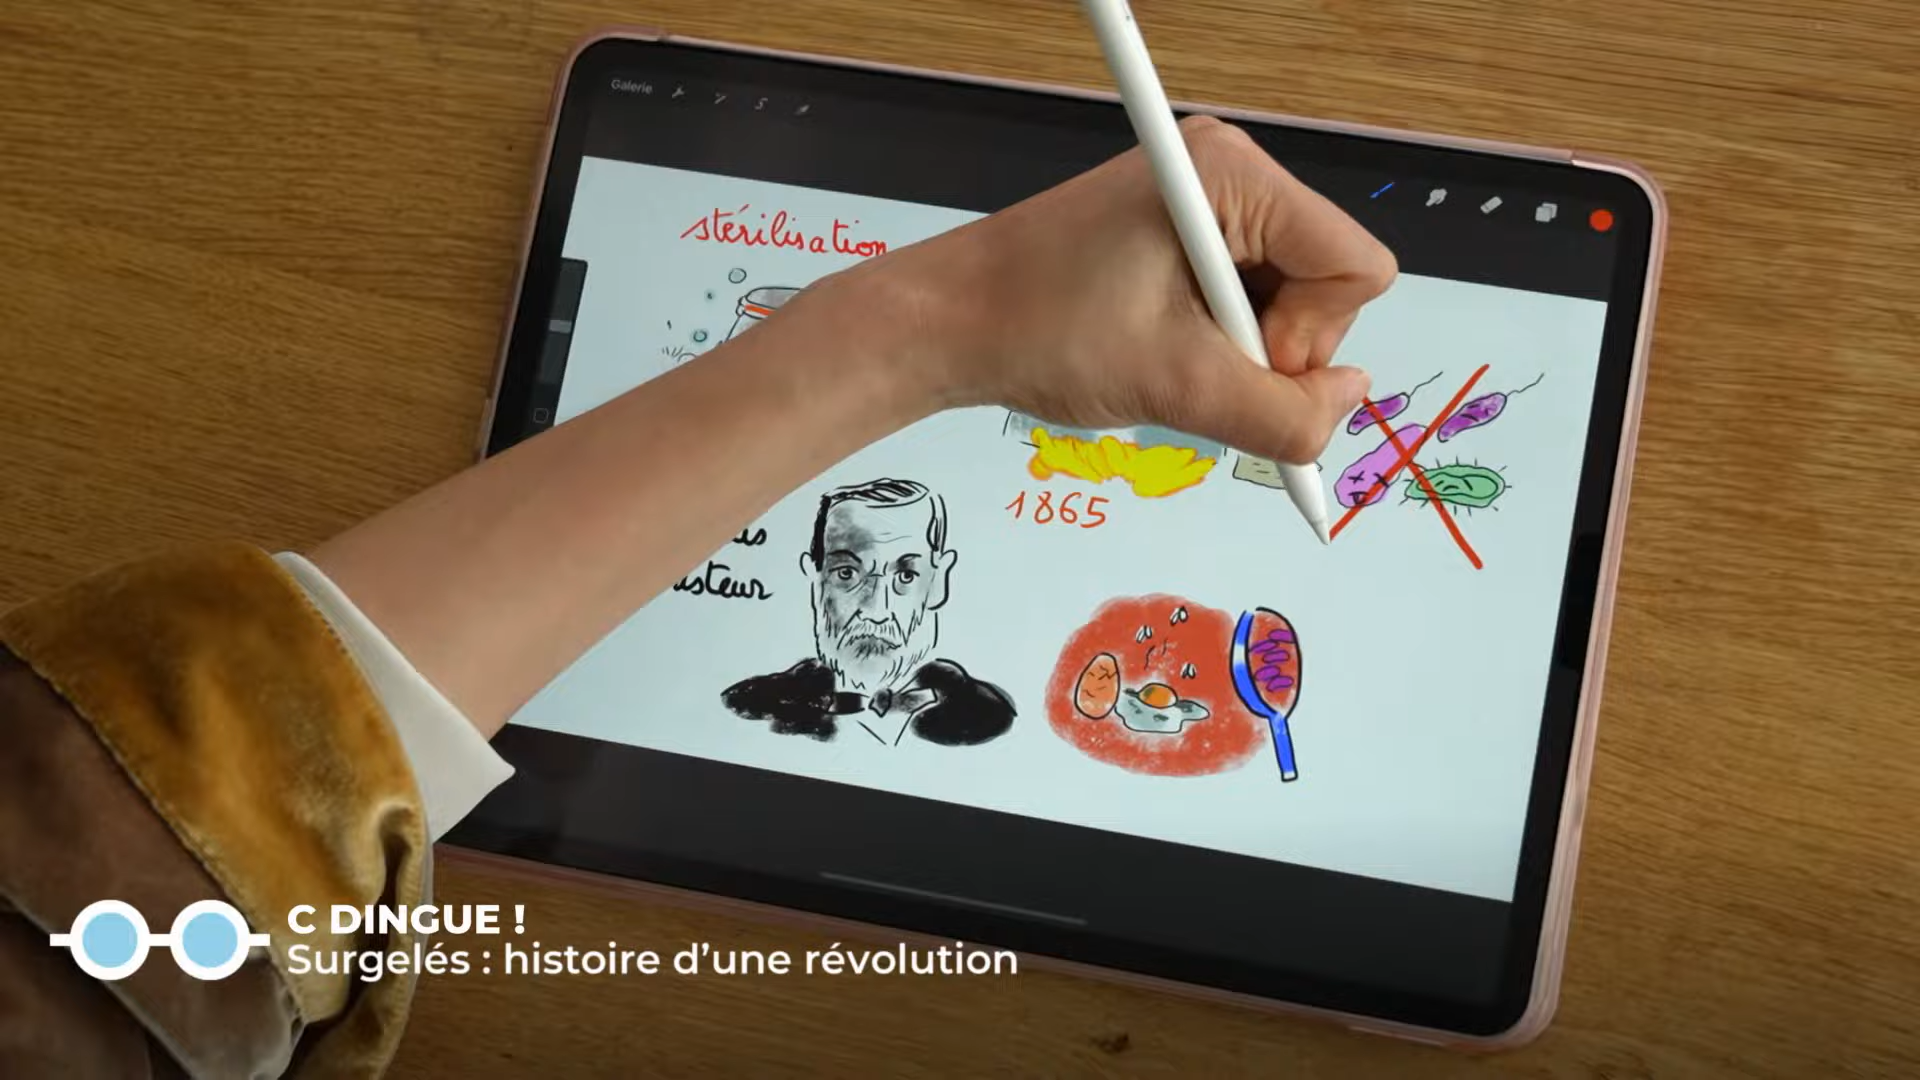 Galerie
stérilisation
1865
C DINGUE !
Surgelés : histoire d'une révolution